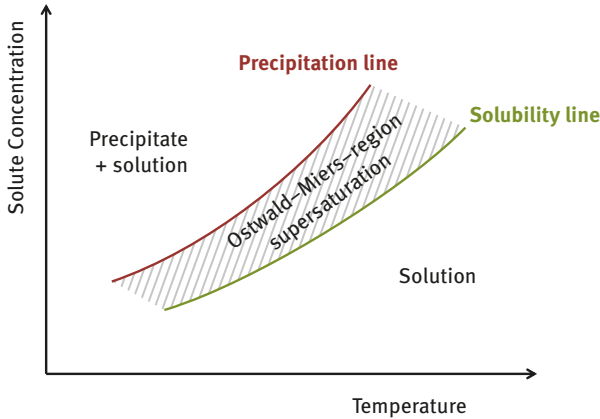 Solute Concentration
Precipitation line
Solubility line
Precipitate
+ solution
Ostwald–Miers–region
supersaturation
Solution
Temperature